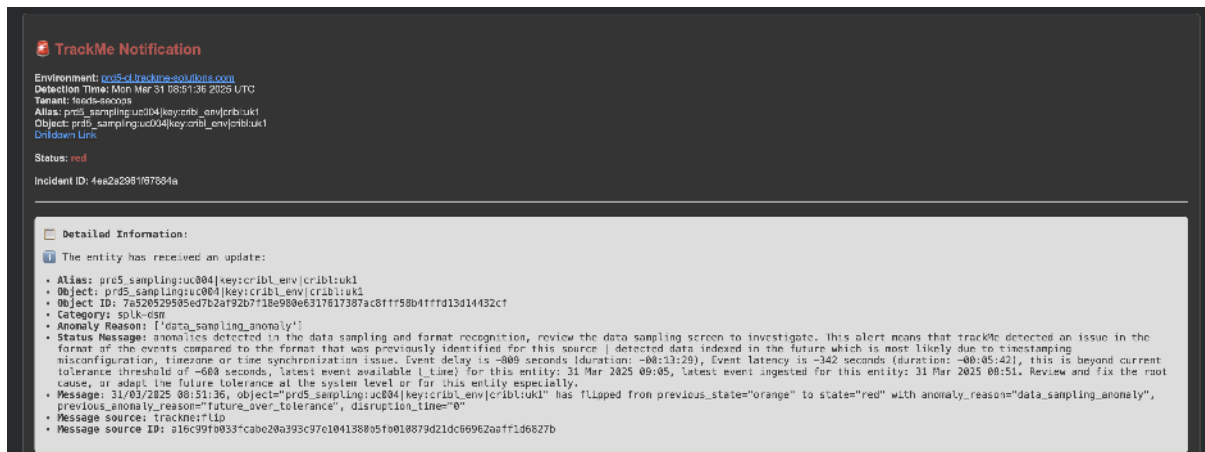 TrackMe Notification
Environment: prd5-cl.trackme-solutions.com
Detection Time: Mon Mar 31 08:51:36 2025 UTC
Tenant: feeds-secops
Alias: prd5_sampling:uc004|key:cribl_env|cribl:uk1
Object: prd5_sampling:uc004|key:cribl_env|cribl:uk1
Drilldown Link
Status: red
Incident ID: 4ea2a2961f67884a
Detailed Information:
The entity has received an update:
• Alias: prd5_sampling:uc004|key:cribl_env|cribl:uk1
• Object: prd5_sampling:uc004|key:cribl_env|cribl:uk1
• Object ID:
• Category: splk-dsm
• Anomaly Reason: ['data_sampling_anomaly']
• Status Message: anomalies detected in the data sampling and format recognition, review the data sampling screen to investigate. This alert means that trackMe detected an issue in the
format of the events compared to the format that was previously identified for this source | detected data indexed in the future which is most likely due to timestamping
misconfiguration, timezone or time synchronization issue. Event delay is -809 seconds (duration: -00:13:29), Event latency is -342 seconds (duration: -00:05:42), this is beyond current
tolerance threshold of -600 seconds, latest event available (_time) for this entity: 31 Mar 2025 09:05, latest event ingested for this entity: 31 Mar 2025 08:51. Review and fix the root
cause, or adapt the future tolerance at the system level or for this entity especially.
• Message: 31/03/2025 08:51:36, object="prd5_sampling:uc004|key:cribl_env|cribl:uk1" has flipped from previous_state="orange" to state="red" with anomaly_reason="data_sampling_anomaly",
previous_anomaly_reason="future_over_tolerance", disruption_time="0"
• Message source: trackme:flip
• Message source ID: